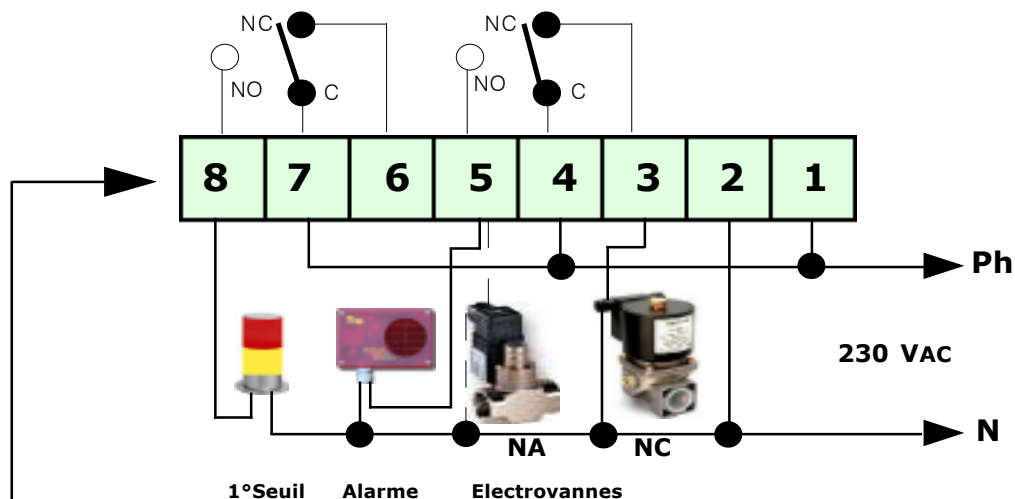 NC NC
NO C NO C
8 7 6 5 4 3 2 1
Ph
230 VAC
NA NC N
1°Seuil Alarme Electrovannes